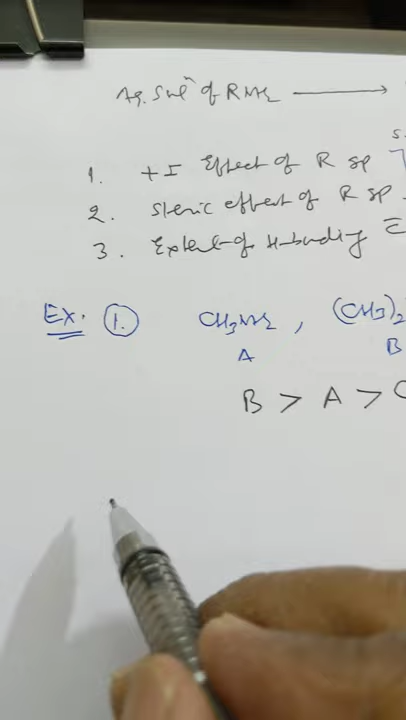 Aq. Solⁿ of RNH₂ ⟶
1. +I Effect of R gp
2. Steric effect of R gp
3. Extent of H-bonding
Ex. ① CH₃NH₂ , (CH₃)₂
A B
B > A > C